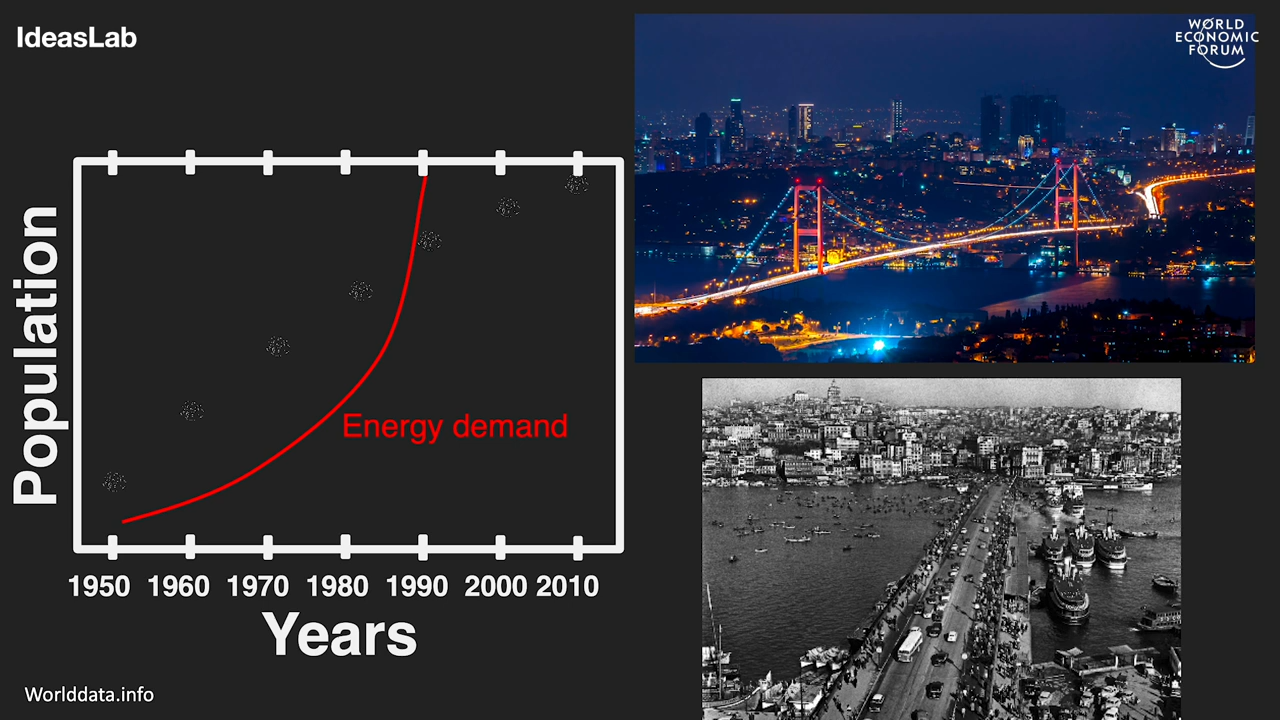 IdeasLab
WORLD
ECONOMIC
FORUM
Population
Energy demand
1950 1960 1970 1980 1990 2000 2010
Years
Worlddata.info